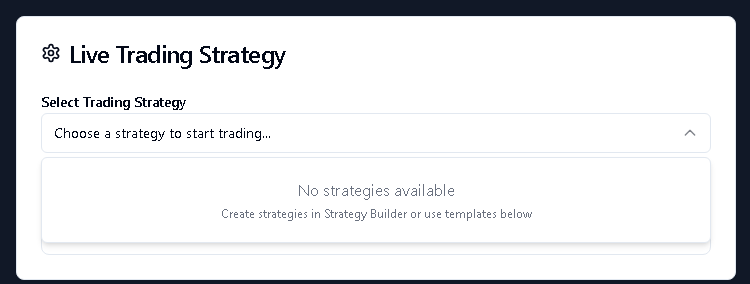 Live Trading Strategy
Select Trading Strategy
Choose a strategy to start trading...
No strategies available
Create strategies in Strategy Builder or use templates below